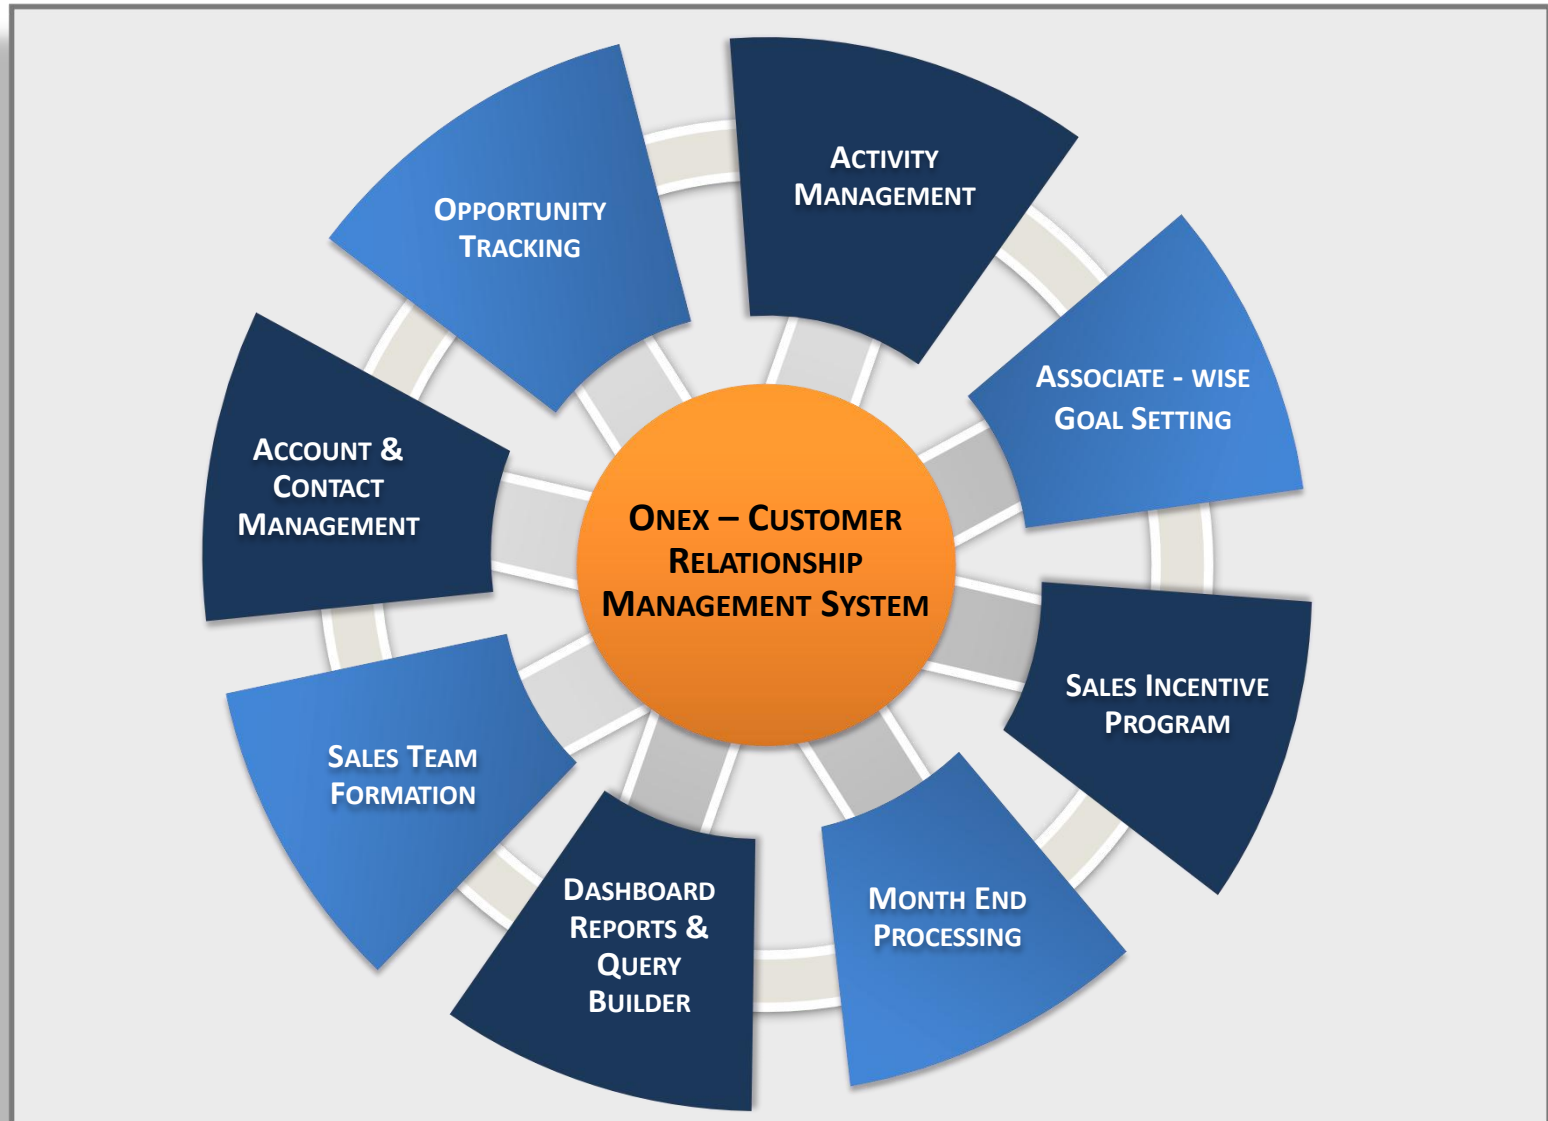 Activity
Management
Opportunity
Tracking
Associate - wise
Goal Setting
Account &
Contact
Management
Onex – Customer
Relationship
Management System
Sales Incentive
Program
Sales Team
Formation
Dashboard
Reports &
Query
Builder
Month End
Processing